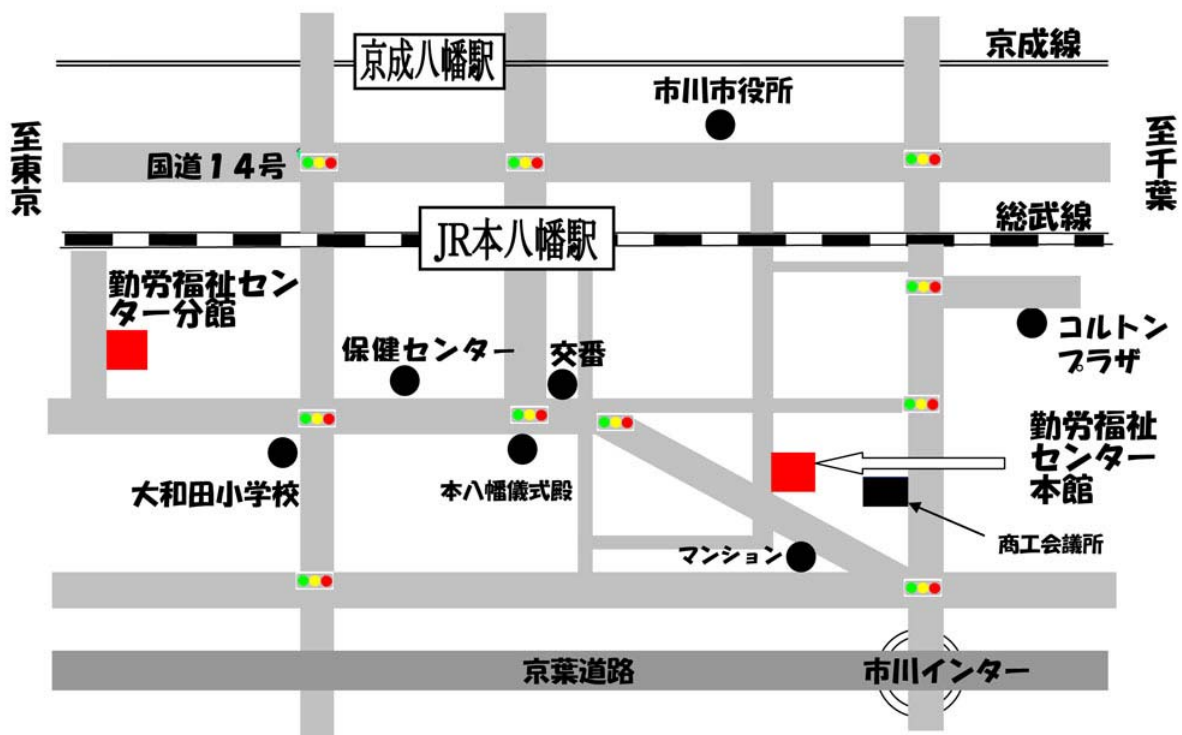 京成線
京成八幡駅
市川市役所
至東京
至千葉
国道14号
総武線
JR本八幡駅
勤労福祉セン
ター分館
コルトン
プラザ
保健センター
交番
勤労福祉
センター
本館
大和田小学校
本八幡儀式殿
商工会議所
マンション
京葉道路
市川インター